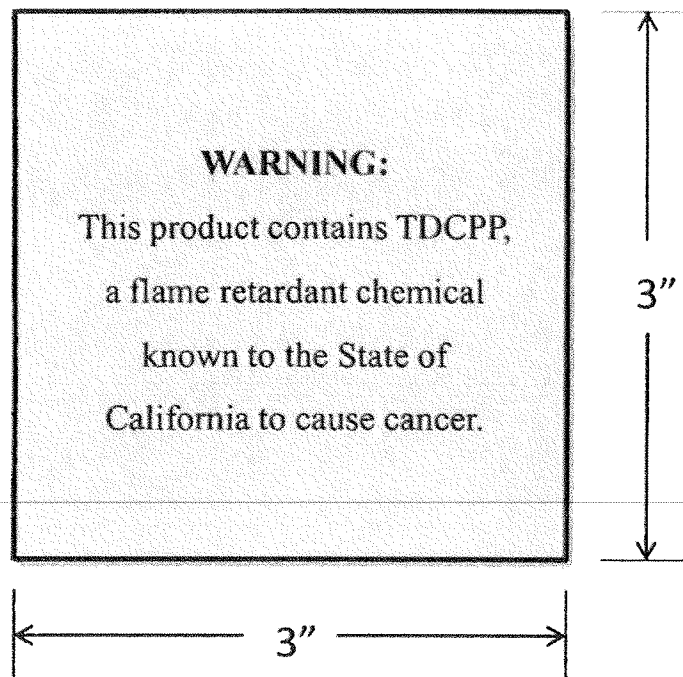 WARNING:
This product contains TDCPP,
a flame retardant chemical
known to the State of
California to cause cancer.
3"
3"